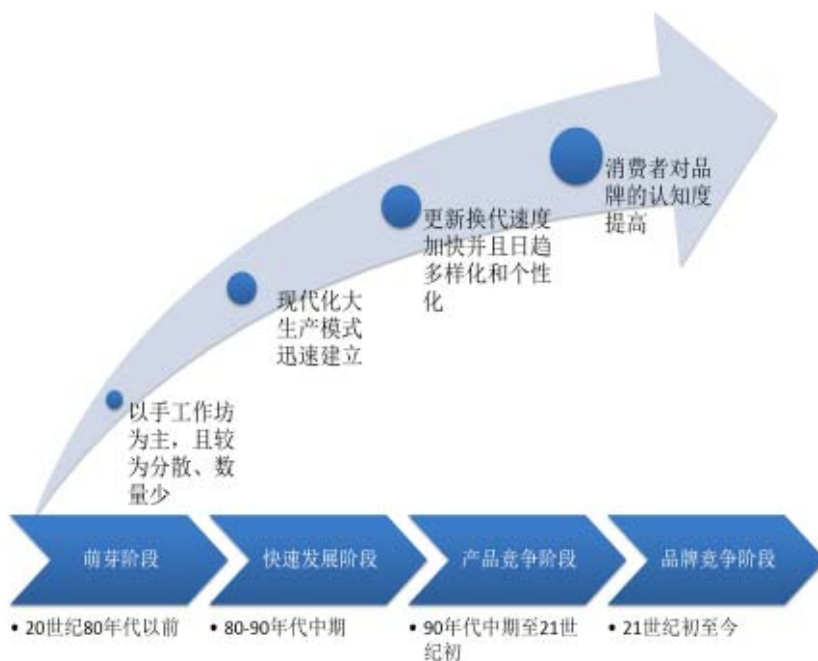 消费者对品
牌的认知度
提高
更新换代速度
加快并且日趋
多样化和个性
化
现代化大
生产模式
迅速建立
以手工作坊
为主，且较
为分散、数
量少
萌芽阶段
快速发展阶段
产品竞争阶段
品牌竞争阶段
• 20世纪80年代以前
• 80-90年代中期
• 90年代中期至21世
纪初
• 21世纪初至今